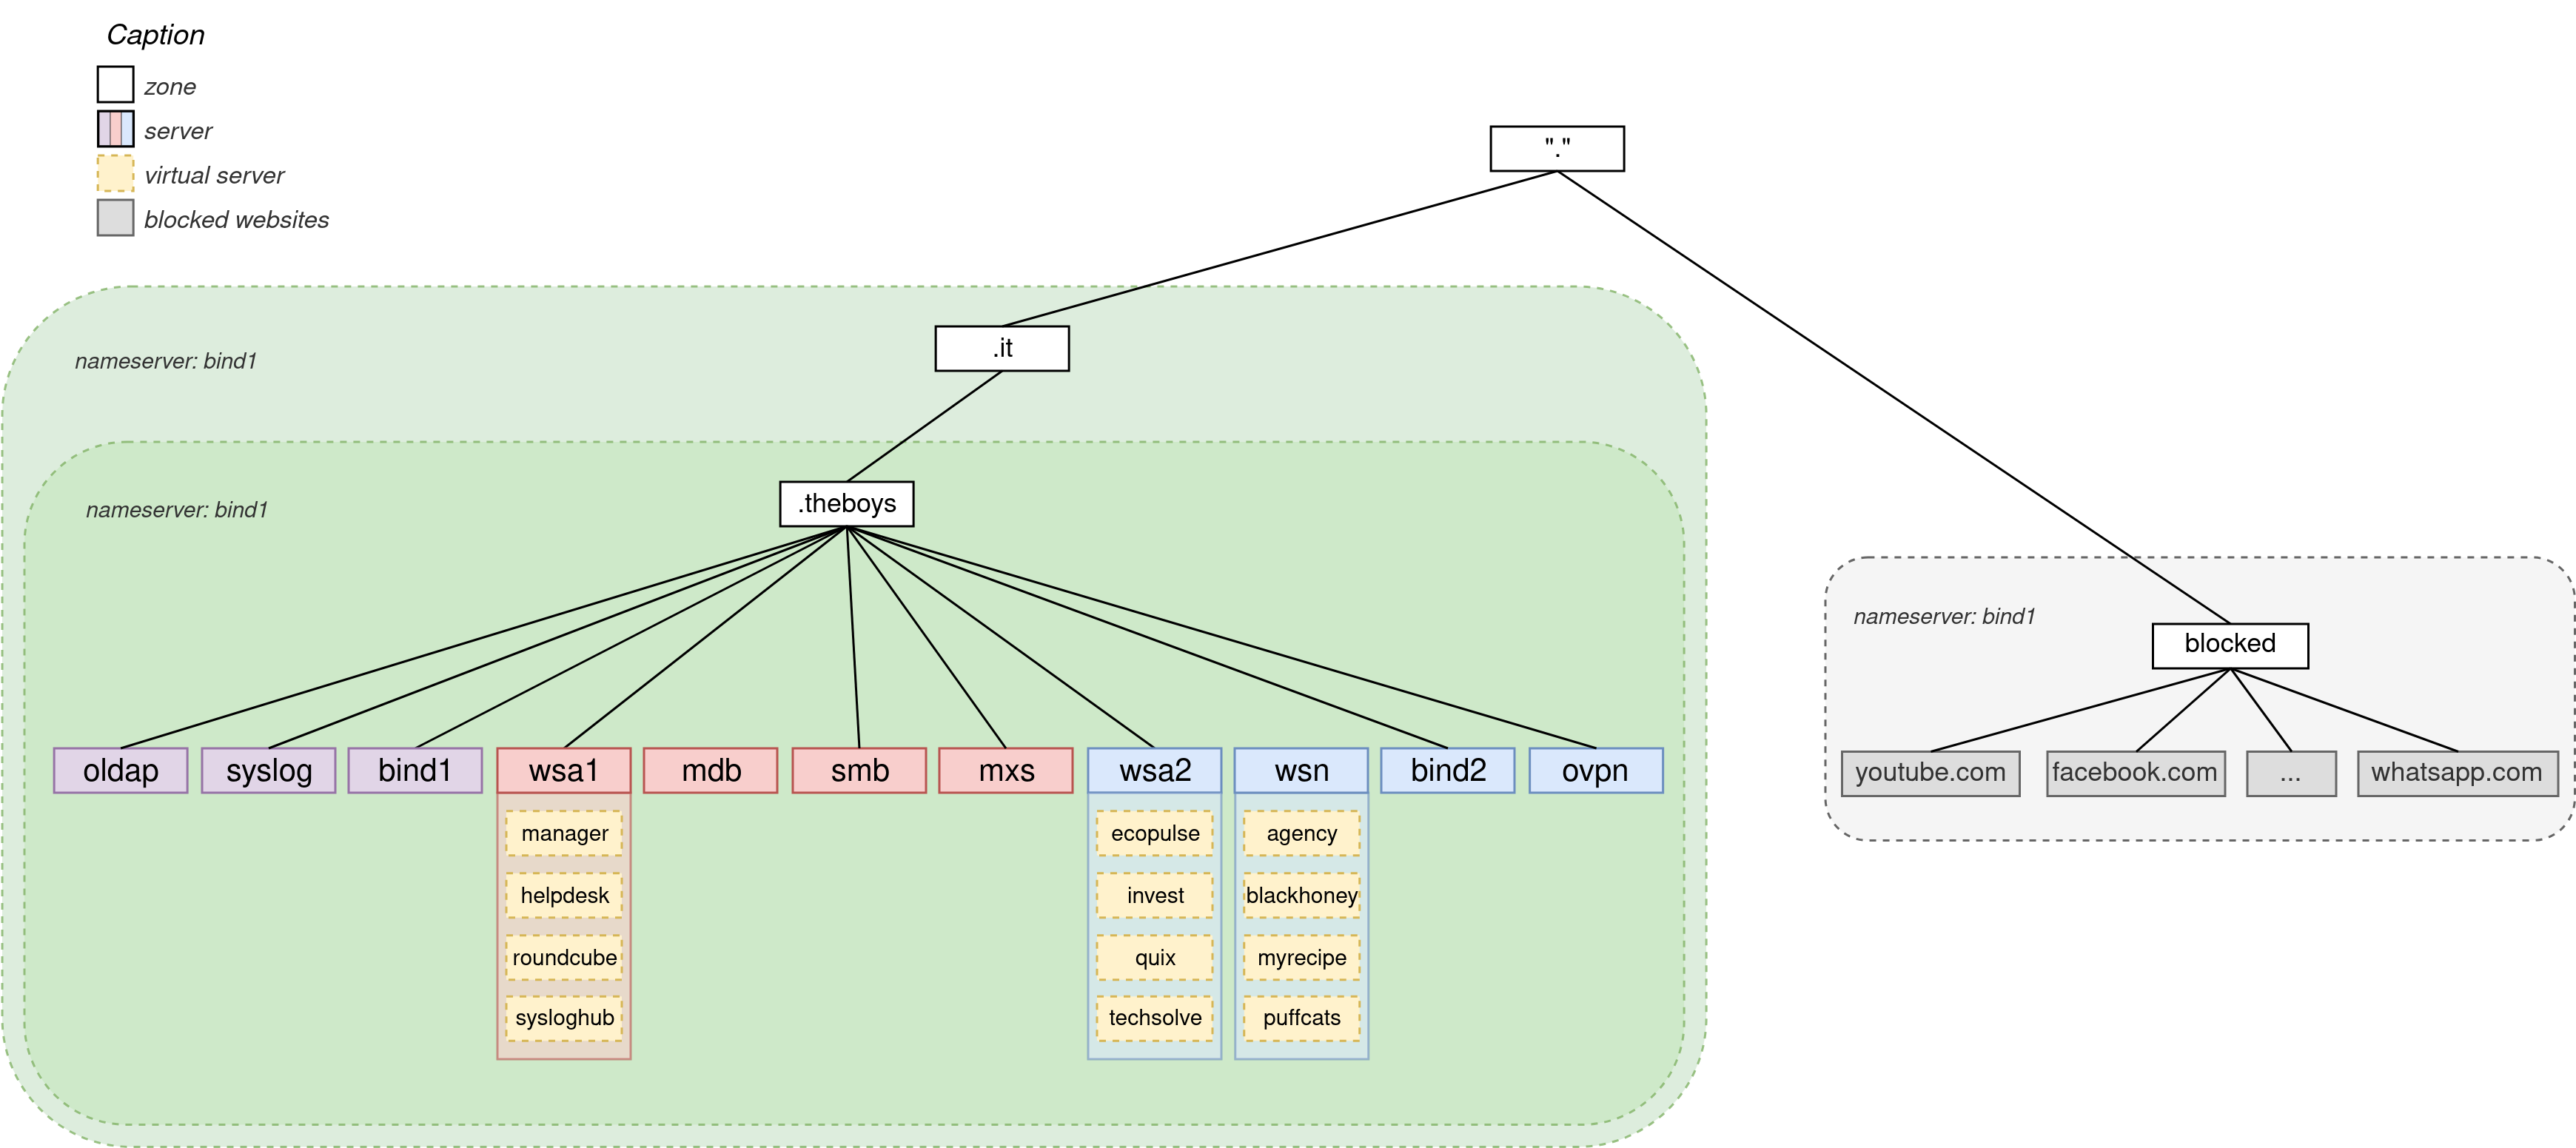 Caption
zone
server
virtual server
blocked websites
"."
.it
nameserver: bind1
.theboys
nameserver: bind1
nameserver: bind1
blocked
oldap
syslog
bind1
wsa1
mdb
smb
mxs
wsa2
wsn
bind2
ovpn
youtube.com
facebook.com
...
whatsapp.com
manager
helpdesk
roundcube
sysloghub
ecopulse
invest
quix
techsolve
agency
blackhoney
myrecipe
puffcats